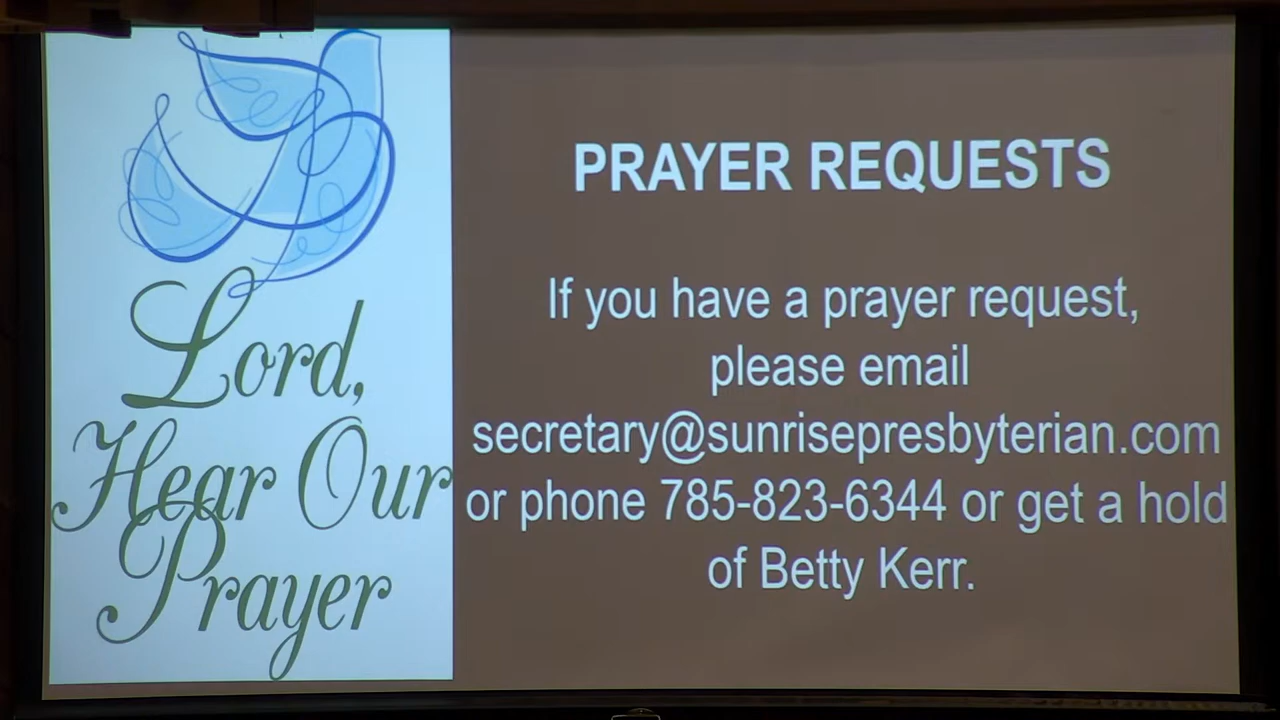 Lord,
Hear Our
Prayer
PRAYER REQUESTS
If you have a prayer request,
please email
secretary@sunrisepresbyterian.com
or phone 785-823-6344 or get a hold
of Betty Kerr.